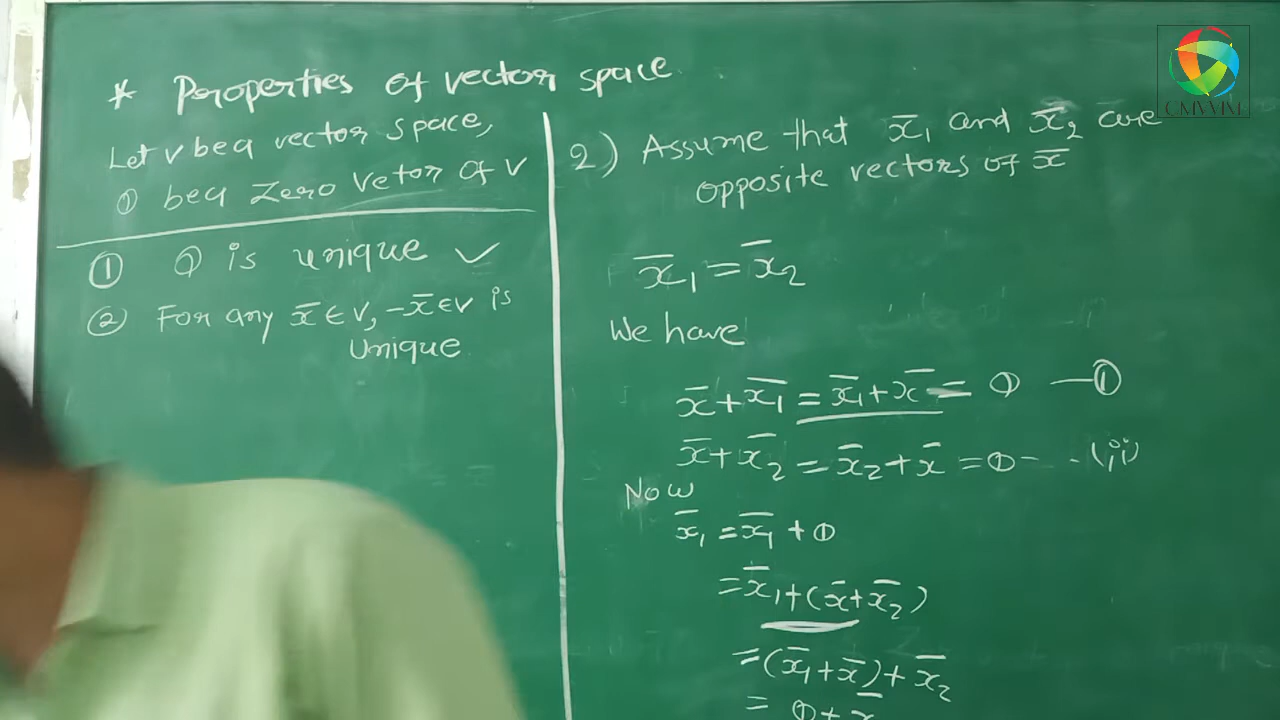 * Properties of vector space
Let V be a vector space,
0 be a zero Vetor of V
① 0 is unique ✓
② For any x̄ ∈ V, -x̄ ∈ V is
Unique
2) Assume that x̄₁ and x̄₂ are
opposite vectors of x̄
x̄₁ = x̄₂
We have
x̄ + x̄₁ = x̄₁ + x̄ = 0 — ①
x̄ + x̄₂ = x̄₂ + x̄ = 0 - - (ii)
Now
x̄₁ = x̄₁ + 0
= x̄₁ + (x̄ + x̄₂)
= (x̄₁ + x̄) + x̄₂
= 0 +